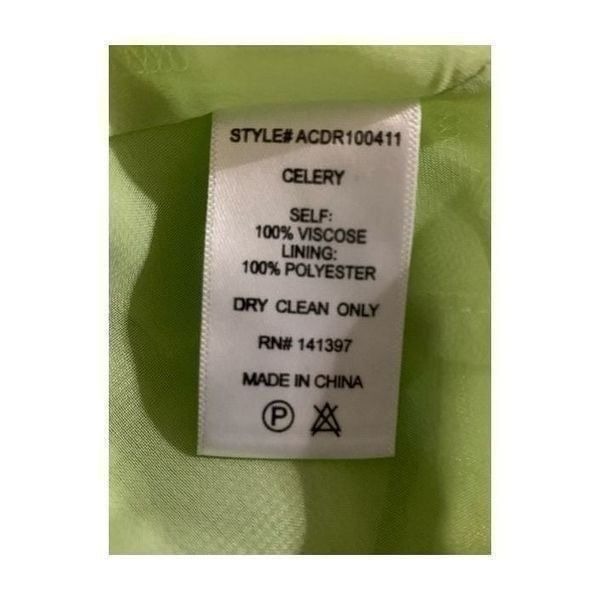 STYLE# ACDR100411
CELERY
SELF:
100% VISCOSE
LINING:
100% POLYESTER
DRY CLEAN ONLY
RN# 141397
MADE IN CHINA
P